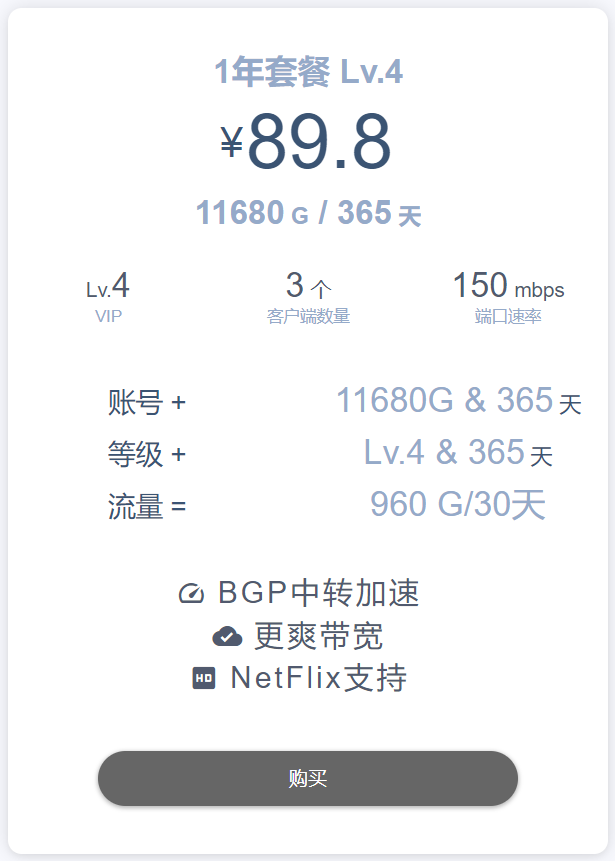 1年套餐 Lv.4
¥89.8
11680 G / 365 天
Lv.4 3 个 150 mbps
VIP 客户端数量 端口速率
账号 + 11680G & 365 天
等级 + Lv.4 & 365 天
流量 = 960 G/30天
BGP中转加速
更爽带宽
HD NetFlix支持
购买